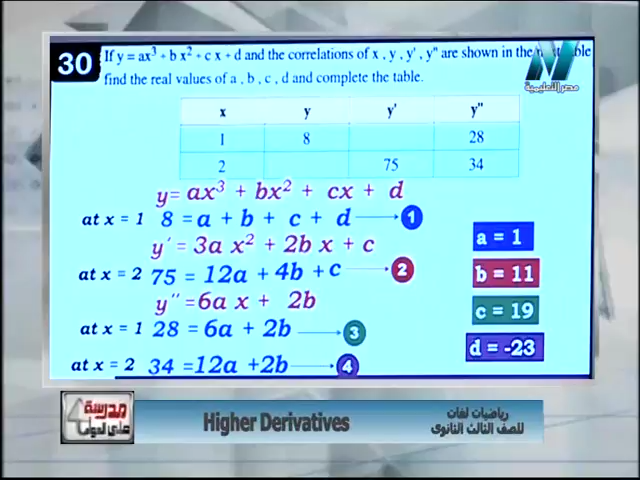 30
If y = ax³ + b x² + c x + d and the correlations of x , y , y' , y" are shown in the
find the real values of a , b , c , d and complete the table.
مصر التعليمية
x y y' y"
1 8 28
2 75 34
y= ax³ + bx² + cx + d
at x = 1 8 = a + b + c + d 1
y' = 3a x² + 2b x + c
at x = 2 75 = 12a + 4b + c 2
y" = 6a x + 2b
at x = 1 28 = 6a + 2b 3
at x = 2 34 = 12a + 2b 4
a = 1
b = 11
c = 19
d = -23
مدرسة
على الهواء
Higher Derivatives
رياضيات لغات
للصف الثالث الثانوى